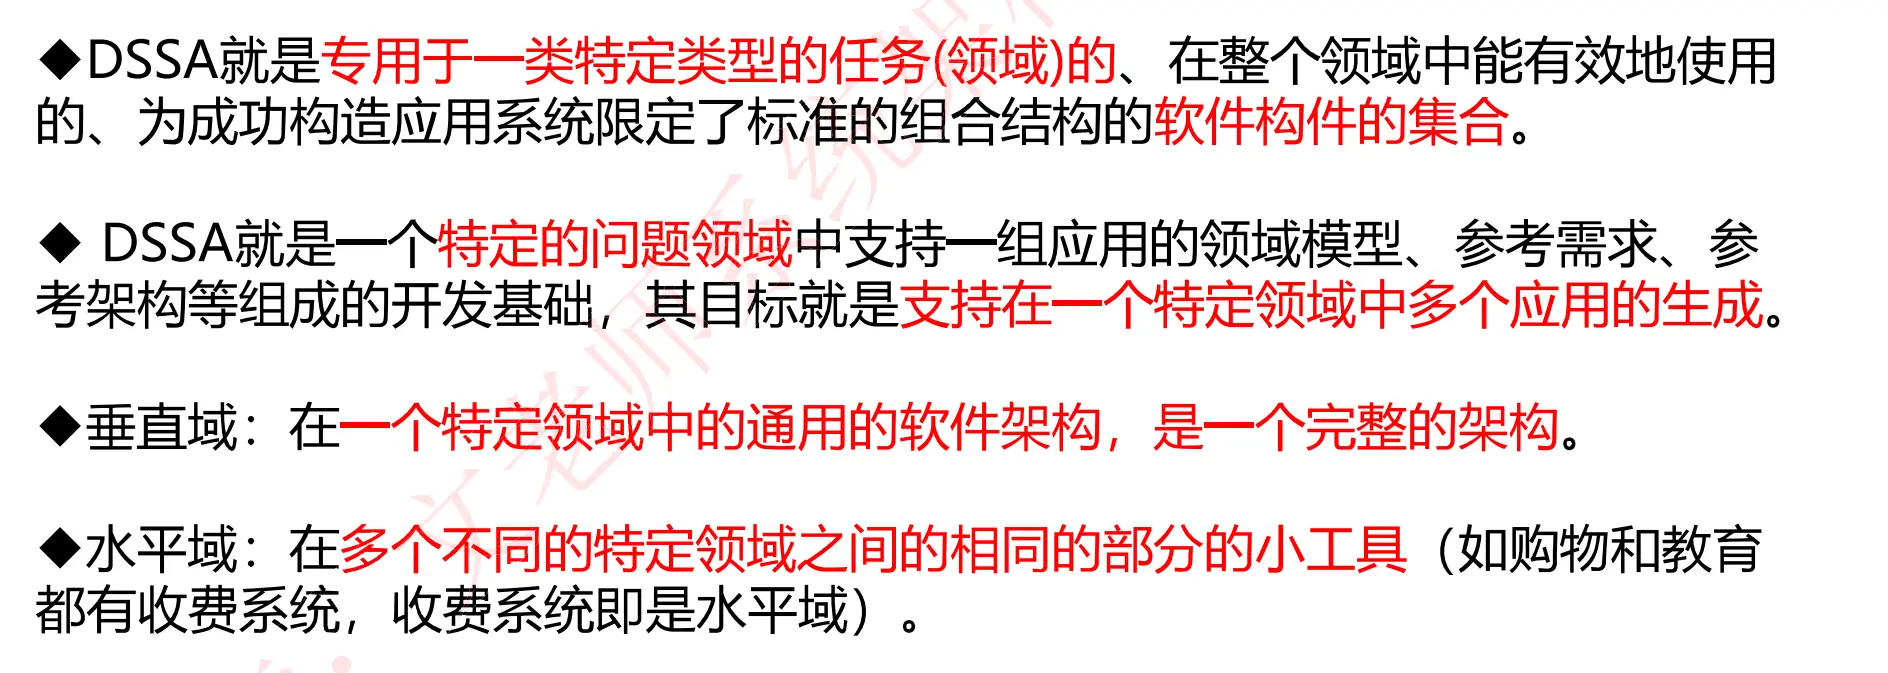 ◆DSSA就是专用于一类特定类型的任务(领域)的、在整个领域中能有效地使用
的、为成功构造应用系统限定了标准的组合结构的软件构件的集合。
◆ DSSA就是一个特定的问题领域中支持一组应用的领域模型、参考需求、参
考架构等组成的开发基础，其目标就是支持在一个特定领域中多个应用的生成。
◆垂直域：在一个特定领域中的通用的软件架构，是一个完整的架构。
◆水平域：在多个不同的特定领域之间的相同的部分的小工具（如购物和教育
都有收费系统，收费系统即是水平域）。
文老师系统架